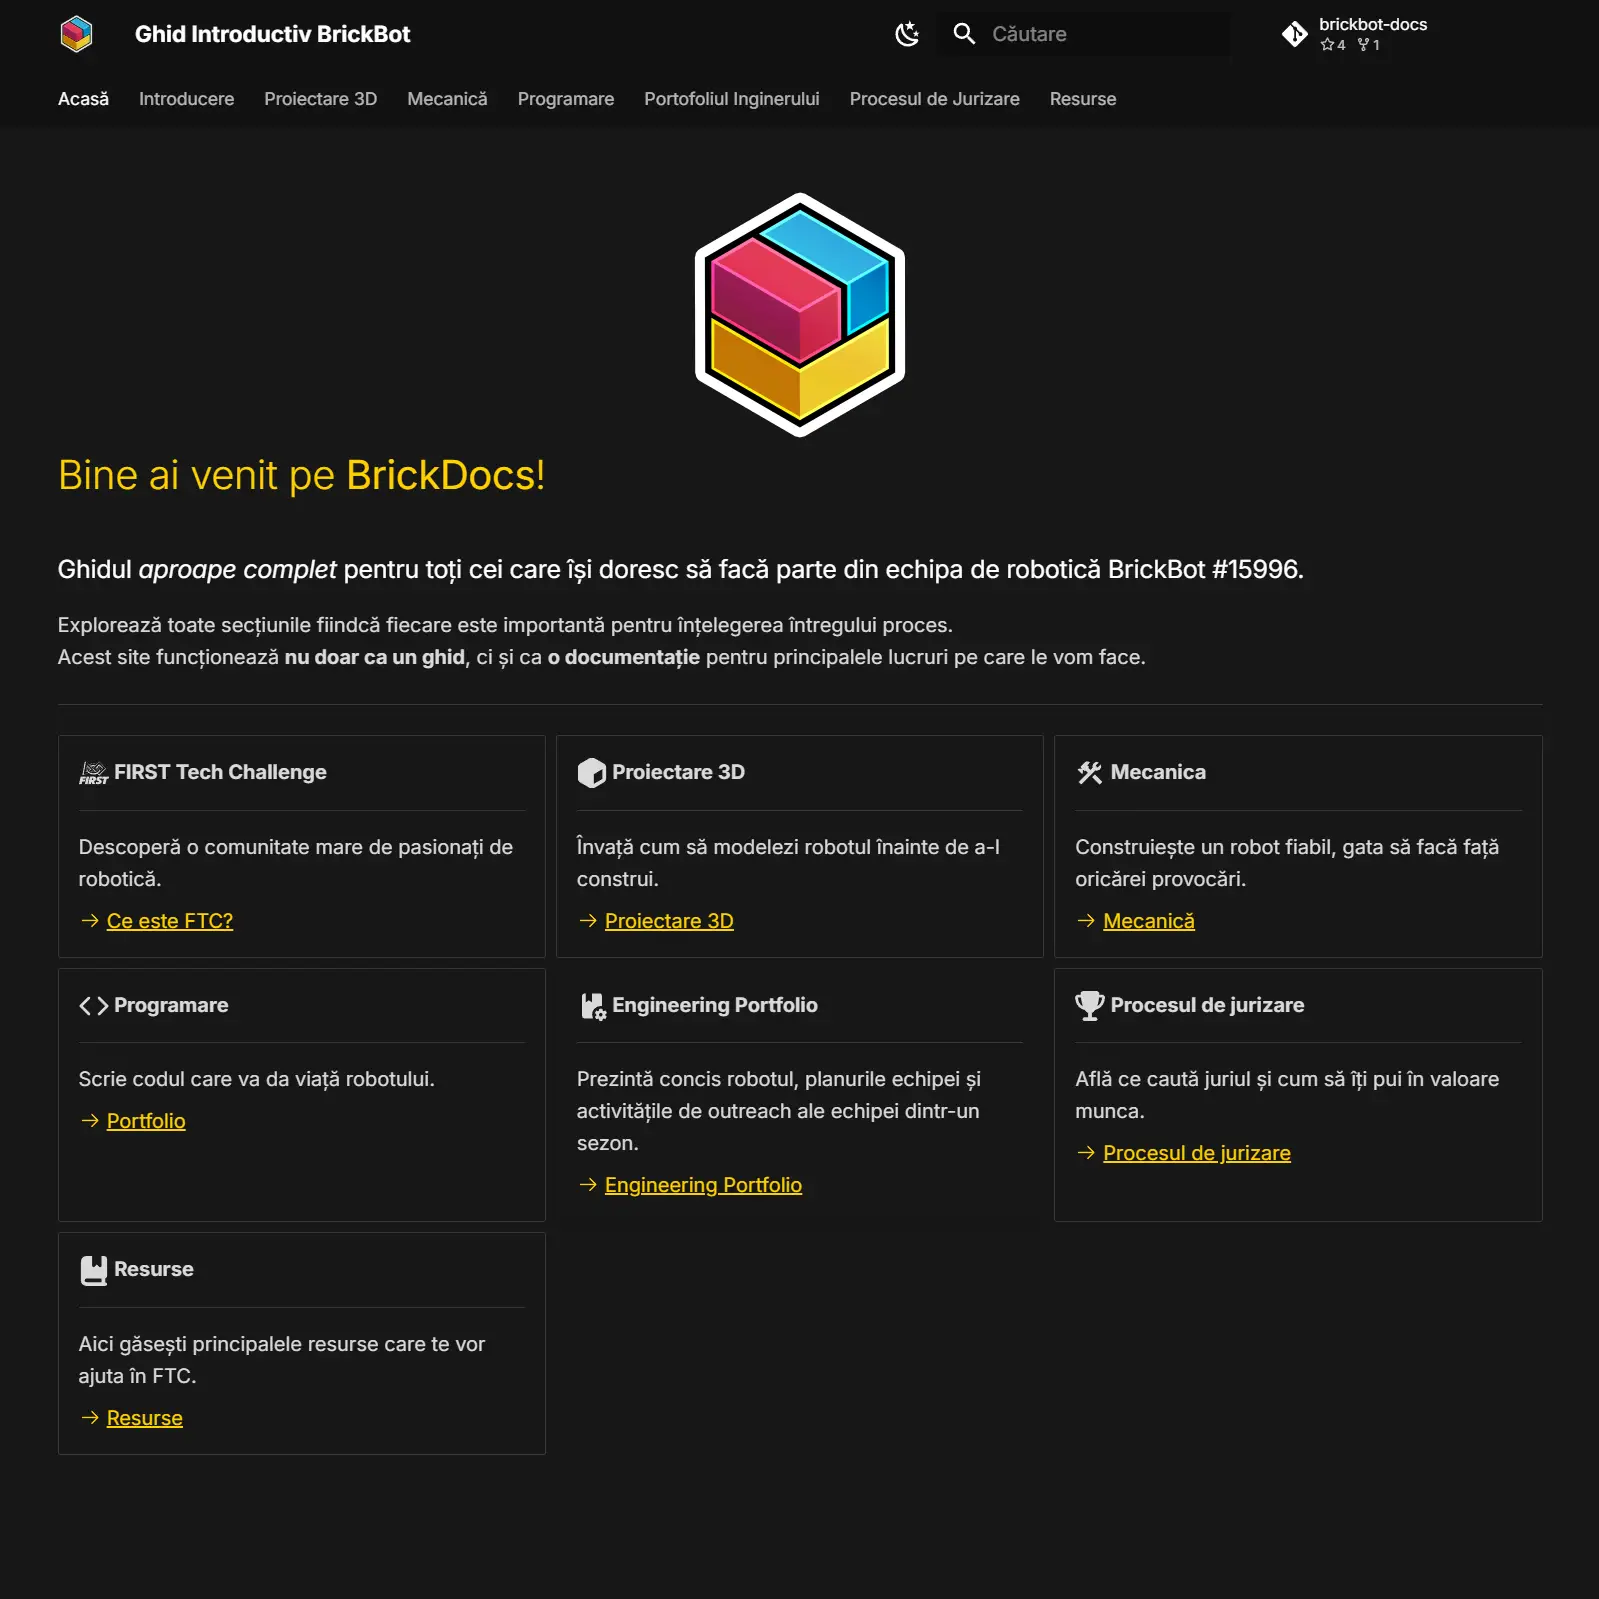 Ghid Introductiv BrickBot
Căutare
brickbot-docs
4 1
Acasă Introducere Proiectare 3D Mecanică Programare Portofoliul Inginerului Procesul de Jurizare Resurse
Bine ai venit pe BrickDocs!
Ghidul aproape complet pentru toți cei care își doresc să facă parte din echipa de robotică BrickBot #15996.
Explorează toate secțiunile fiindcă fiecare este importantă pentru înțelegerea întregului proces.
Acest site funcționează nu doar ca un ghid, ci și ca o documentație pentru principalele lucruri pe care le vom face.
FIRST
FIRST Tech Challenge
Descoperă o comunitate mare de pasionați de
robotică.
→ Ce este FTC?
Proiectare 3D
Învață cum să modelezi robotul înainte de a-l
construi.
→ Proiectare 3D
Mecanica
Construiește un robot fiabil, gata să facă față
oricărei provocări.
→ Mecanică
Programare
Scrie codul care va da viață robotului.
→ Portfolio
Engineering Portfolio
Prezintă concis robotul, planurile echipei și
activitățile de outreach ale echipei dintr-un
sezon.
→ Engineering Portfolio
Procesul de jurizare
Află ce caută juriul și cum să îți pui în valoare
munca.
→ Procesul de jurizare
Resurse
Aici găsești principalele resurse care te vor
ajuta în FTC.
→ Resurse